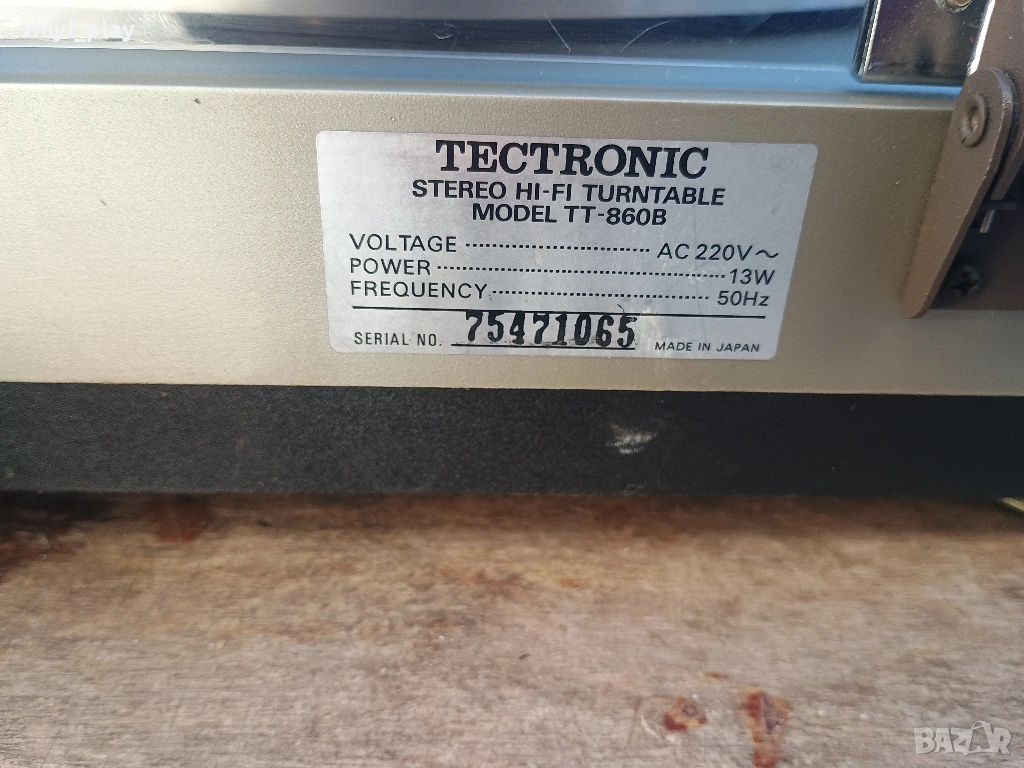 TECTRONIC
STEREO HI-FI TURNTABLE
MODEL TT-860B
VOLTAGE ............................ AC 220V~
POWER ............................................ 13W
FREQUENCY ................................. 50Hz
SERIAL NO. 75471065 MADE IN JAPAN
BAZAR